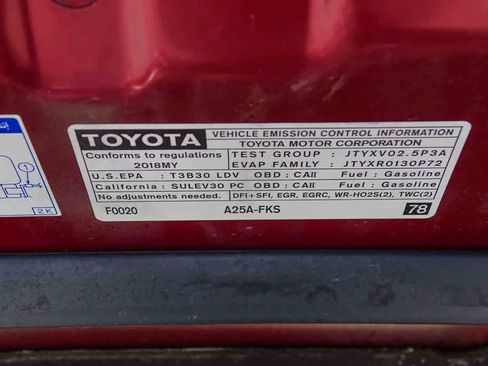 TOYOTA
VEHICLE EMISSION CONTROL INFORMATION
TOYOTA MOTOR CORPORATION
Conforms to regulations
2018MY
TEST GROUP : JTYXV02.5P3A
EVAP FAMILY : JTYXR0130P72
U.S.EPA : T3B30 LDV OBD : CAII Fuel : Gasoline
California : SULEV30 PC OBD : CAII Fuel : Gasoline
No adjustments needed. DFI+SFI, EGR, EGRC, WR-HO2S(2), TWC(2)
F0020 A25A-FKS 78
2K